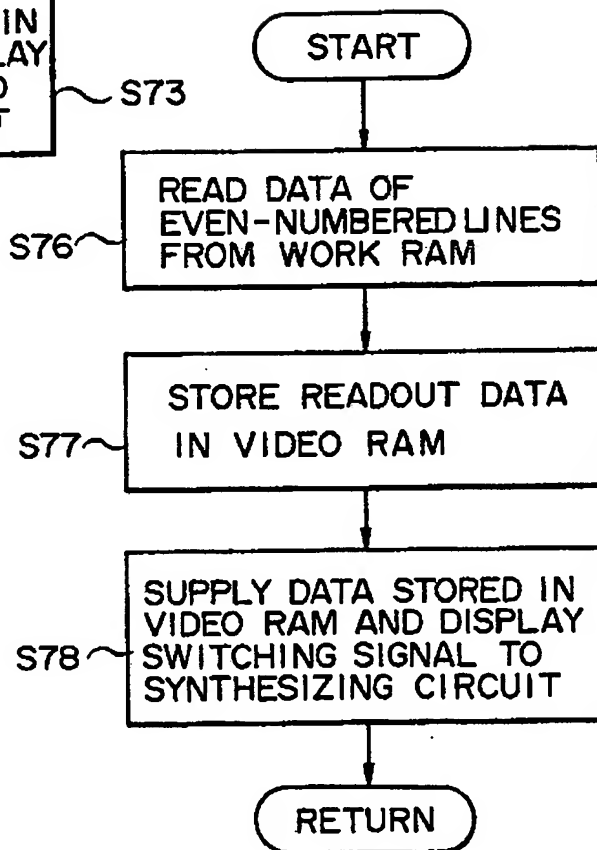 IN
LAY
S73
START
READ DATA OF
EVEN-NUMBERED LINES
FROM WORK RAM
S76
STORE READOUT DATA
IN VIDEO RAM
S77
SUPPLY DATA STORED IN
VIDEO RAM AND DISPLAY
SWITCHING SIGNAL TO
SYNTHESIZING CIRCUIT
S78
RETURN